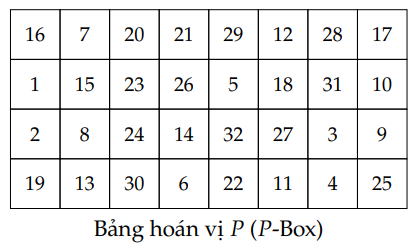 16 7 20 21 29 12 28 17
1 15 23 26 5 18 31 10
2 8 24 14 32 27 3 9
19 13 30 6 22 11 4 25
Bảng hoán vị P (P-Box)